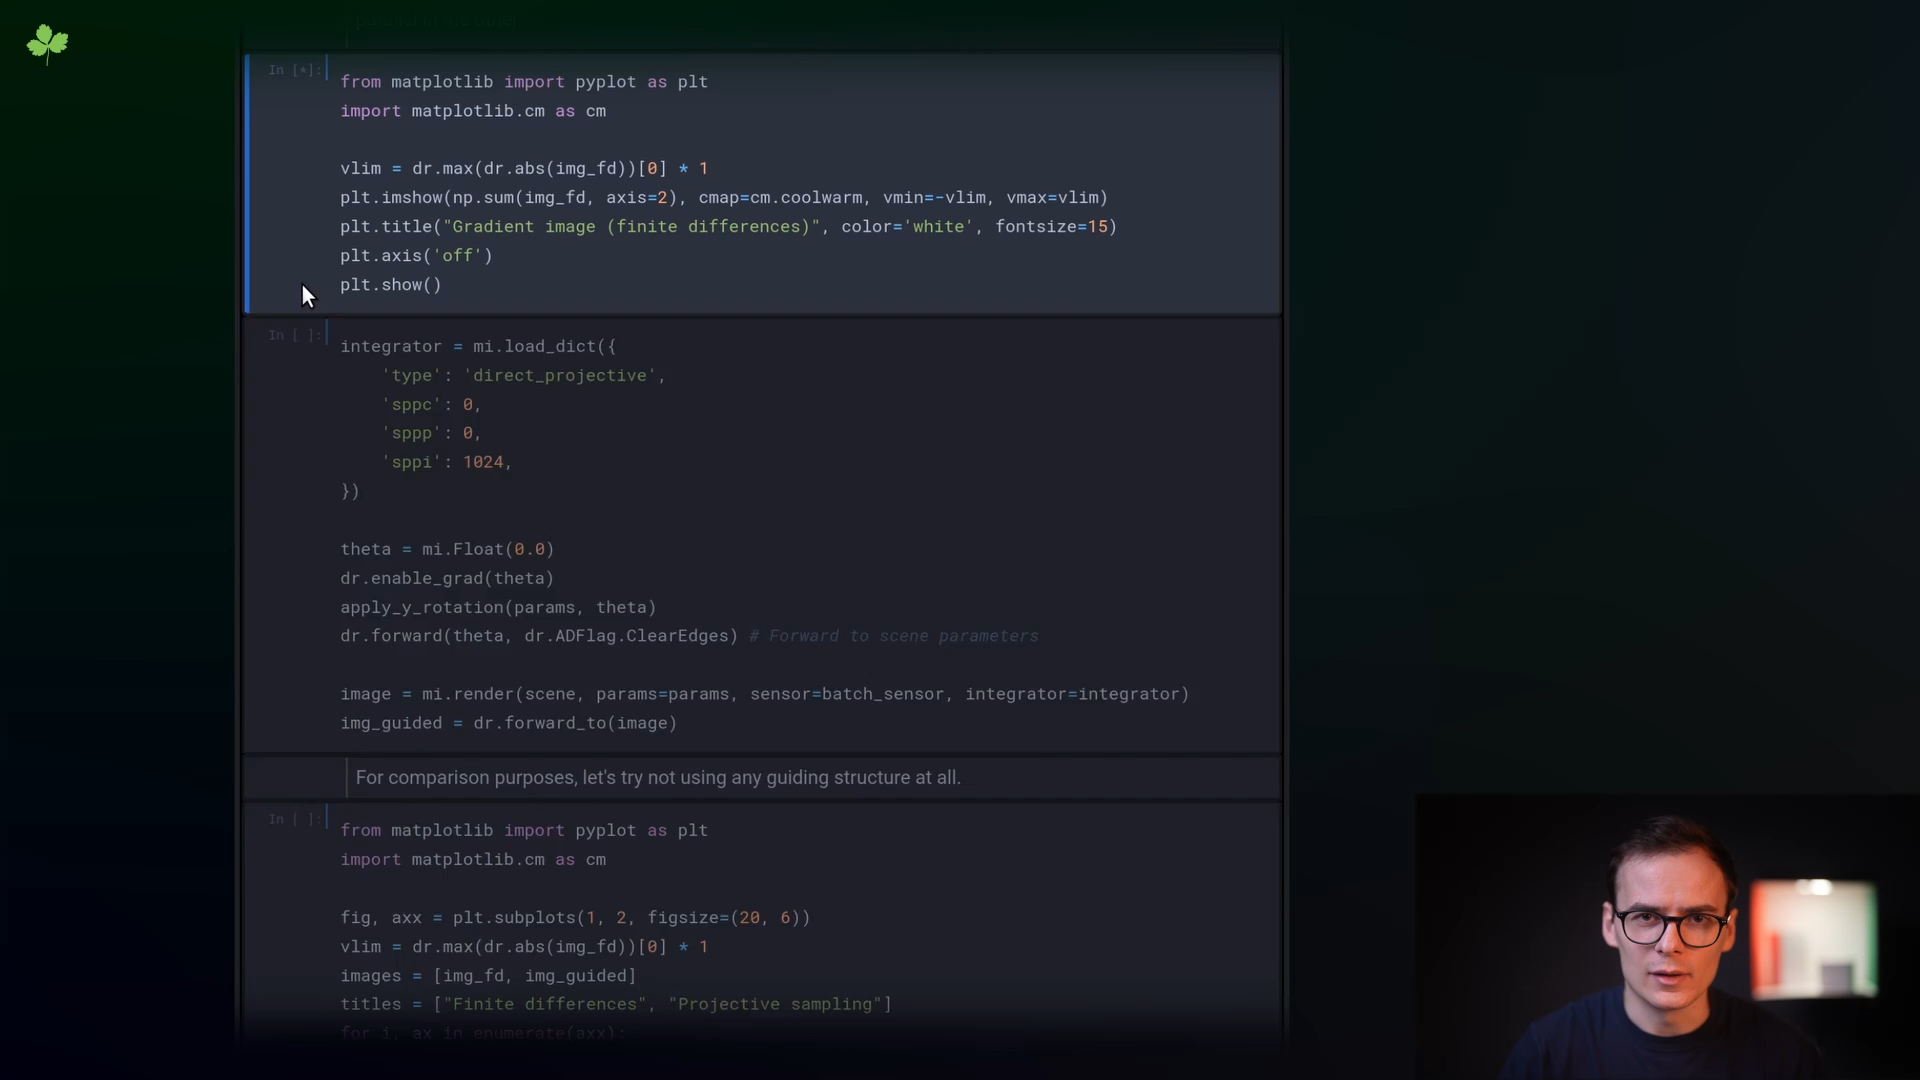 In [*]:
from matplotlib import pyplot as plt
import matplotlib.cm as cm
vlim = dr.max(dr.abs(img_fd))[0] * 1
plt.imshow(np.sum(img_fd, axis=2), cmap=cm.coolwarm, vmin=-vlim, vmax=vlim)
plt.title("Gradient image (finite differences)", color='white', fontsize=15)
plt.axis('off')
plt.show()
In [ ]:
integrator = mi.load_dict({
'type': 'direct_projective',
'sppc': 0,
'sppp': 0,
'sppi': 1024,
})
theta = mi.Float(0.0)
dr.enable_grad(theta)
apply_y_rotation(params, theta)
dr.forward(theta, dr.ADFlag.ClearEdges) # Forward to scene parameters
image = mi.render(scene, params=params, sensor=batch_sensor, integrator=integrator)
img_guided = dr.forward_to(image)
For comparison purposes, let's try not using any guiding structure at all.
In [ ]:
from matplotlib import pyplot as plt
import matplotlib.cm as cm
fig, axx = plt.subplots(1, 2, figsize=(20, 6))
vlim = dr.max(dr.abs(img_fd))[0] * 1
images = [img_fd, img_guided]
titles = ["Finite differences", "Projective sampling"]
for i, ax in enumerate(axx):